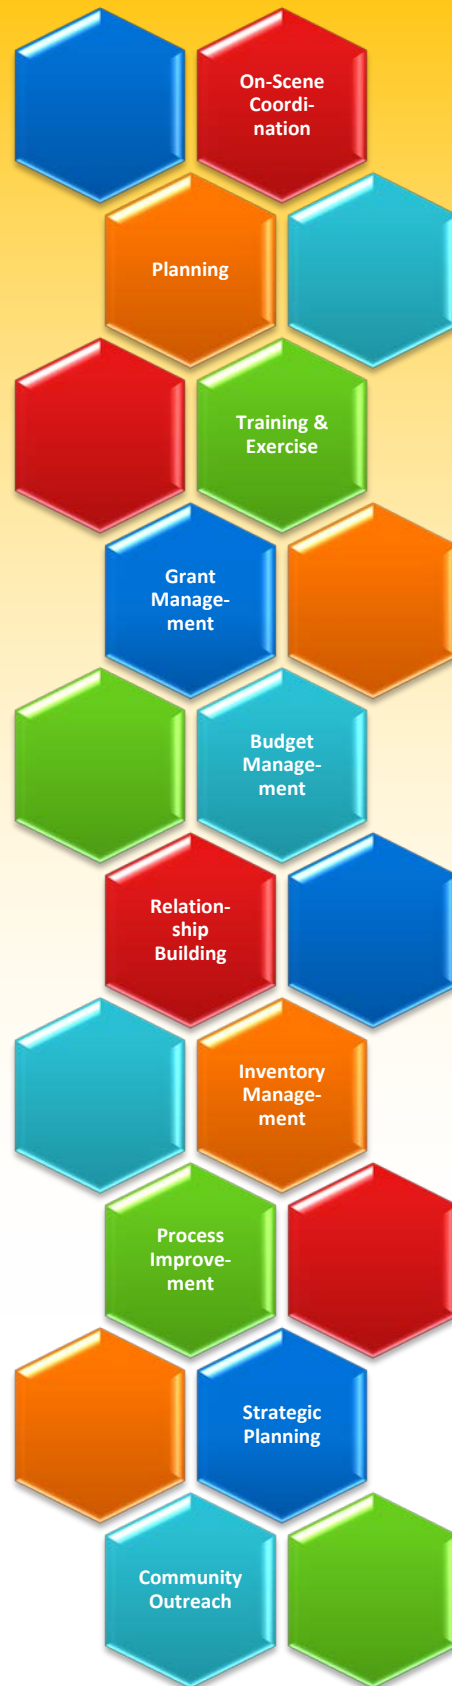 On-Scene
Coordi-
nation
Planning
Training &
Exercise
Grant
Manage-
ment
Budget
Manage-
ment
Relation-
ship
Building
Inventory
Manage-
ment
Process
Improve-
ment
Strategic
Planning
Community
Outreach